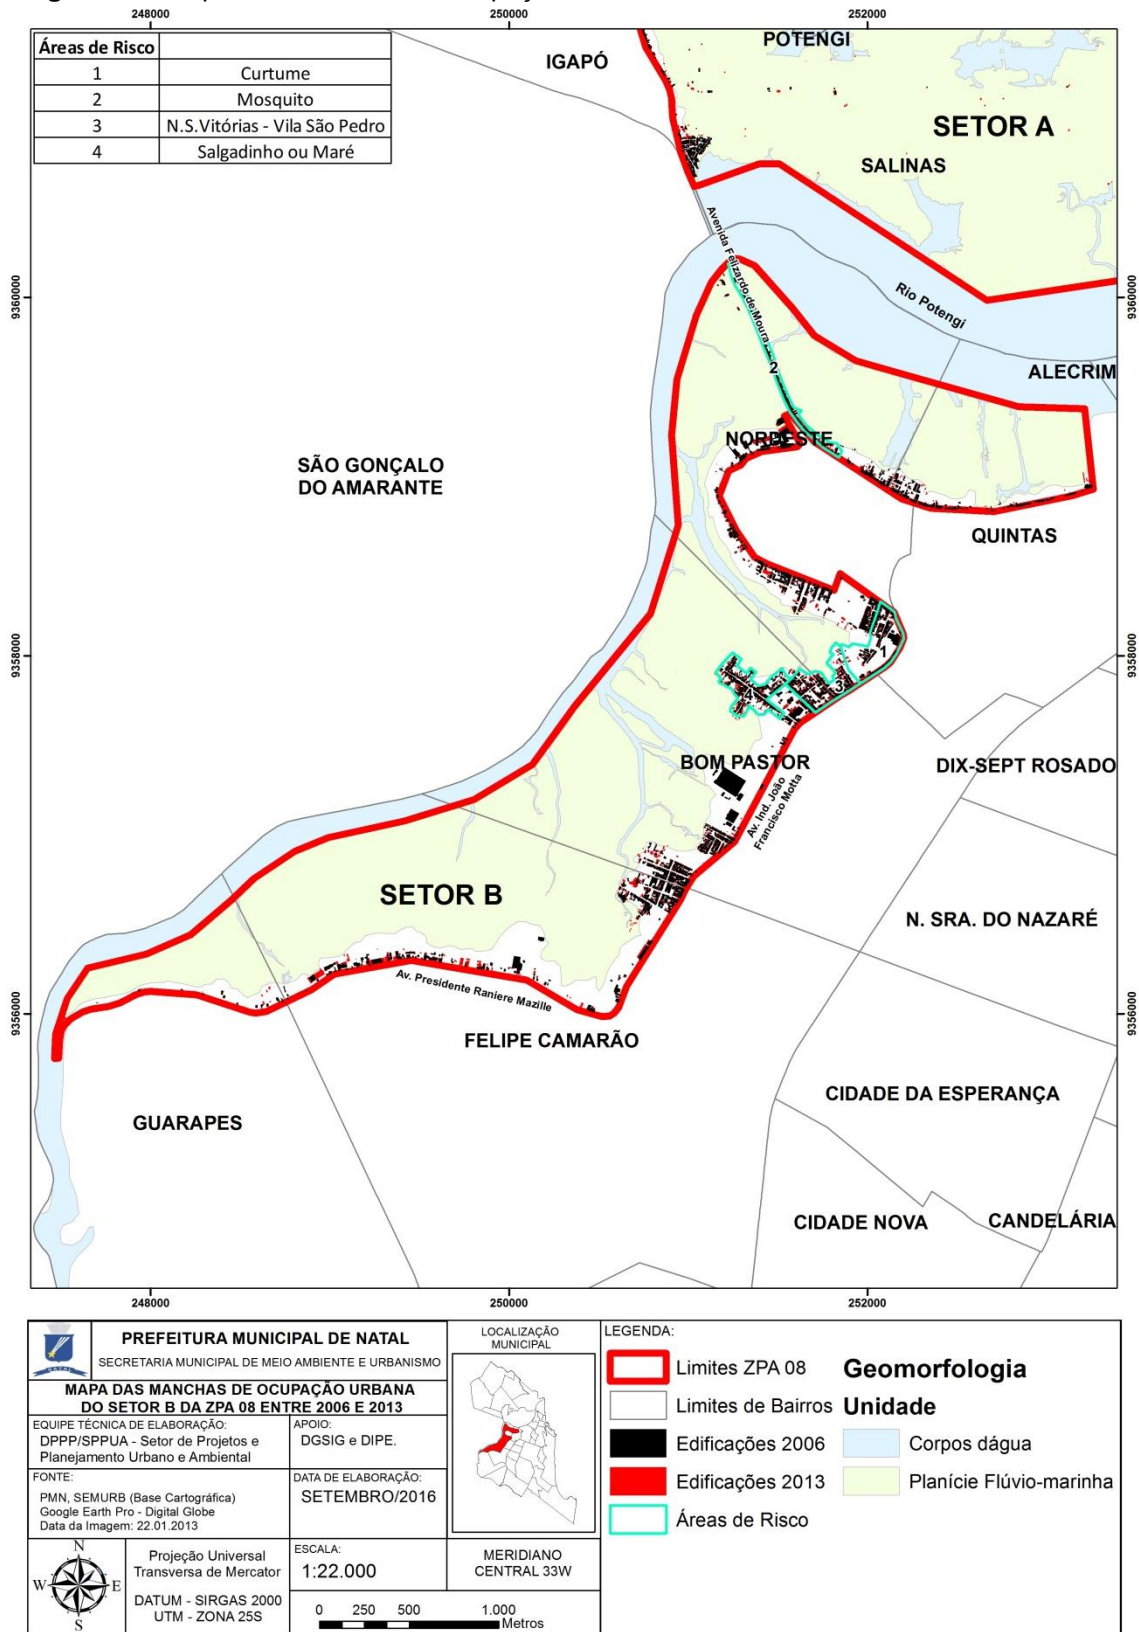 248000
250000
252000
Áreas de Risco
1 Curtume
2 Mosquito
3 N.S.Vitórias - Vila São Pedro
4 Salgadinho ou Maré
IGAPÓ
POTENGI
SETOR A
SALINAS
Avenida Felizardo de Moura
Rio Potengi
9360000
9360000
ALECRIM
2
NORDESTE
SÃO GONÇALO
DO AMARANTE
QUINTAS
9358000
9358000
1
3
4
BOM PASTOR
DIX-SEPT ROSADO
Av. Ind. João
Francisco Motta
SETOR B
N. SRA. DO NAZARÉ
Av. Presidente Raniere Mazille
9356000
9356000
FELIPE CAMARÃO
CIDADE DA ESPERANÇA
GUARAPES
CIDADE NOVA
CANDELÁRIA
248000
250000
252000
NATAL
PREFEITURA MUNICIPAL DE NATAL
SECRETARIA MUNICIPAL DE MEIO AMBIENTE E URBANISMO
MAPA DAS MANCHAS DE OCUPAÇÃO URBANA
DO SETOR B DA ZPA 08 ENTRE 2006 E 2013
EQUIPE TÉCNICA DE ELABORAÇÃO:
DPPP/SPPUA - Setor de Projetos e
Planejamento Urbano e Ambiental
APOIO:
DGSIG e DIPE.
FONTE:
PMN, SEMURB (Base Cartográfica)
Google Earth Pro - Digital Globe
Data da Imagem: 22.01.2013
DATA DE ELABORAÇÃO:
SETEMBRO/2016
N
W E
S
Projeção Universal
Transversa de Mercator
DATUM - SIRGAS 2000
UTM - ZONA 25S
ESCALA:
1:22.000
0 250 500 1.000
Metros
LOCALIZAÇÃO
MUNICIPAL
MERIDIANO
CENTRAL 33W
LEGENDA:
Limites ZPA 08
Limites de Bairros
Edificações 2006
Edificações 2013
Áreas de Risco
Geomorfologia
Unidade
Corpos dágua
Planície Flúvio-marinha